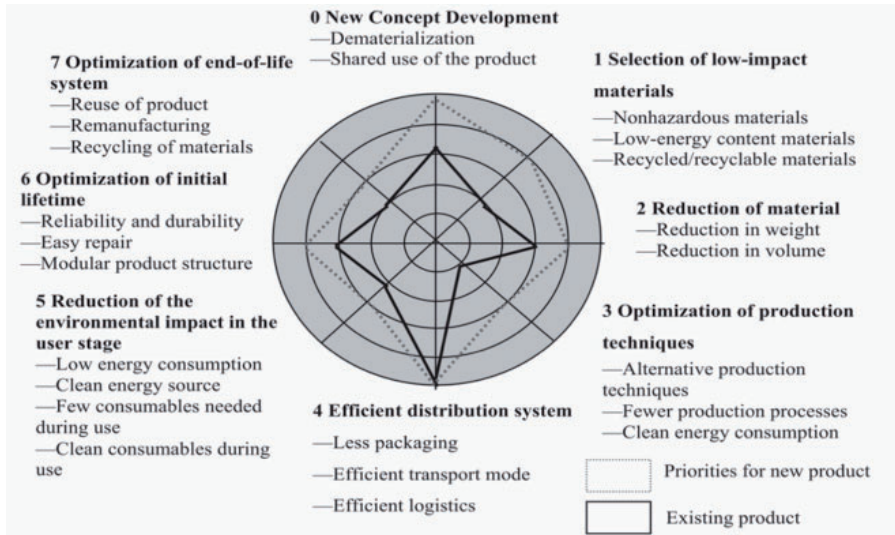 0 New Concept Development
—Dematerialization
—Shared use of the product
1 Selection of low-impact
materials
—Nonhazardous materials
—Low-energy content materials
—Recycled/recyclable materials
2 Reduction of material
—Reduction in weight
—Reduction in volume
3 Optimization of production
techniques
—Alternative production
techniques
—Fewer production processes
—Clean energy consumption
4 Efficient distribution system
—Less packaging
—Efficient transport mode
—Efficient logistics
5 Reduction of the
environmental impact in the
user stage
—Low energy consumption
—Clean energy source
—Few consumables needed
during use
—Clean consumables during
use
6 Optimization of initial
lifetime
—Reliability and durability
—Easy repair
—Modular product structure
7 Optimization of end-of-life
system
—Reuse of product
—Remanufacturing
—Recycling of materials
Priorities for new product
Existing product